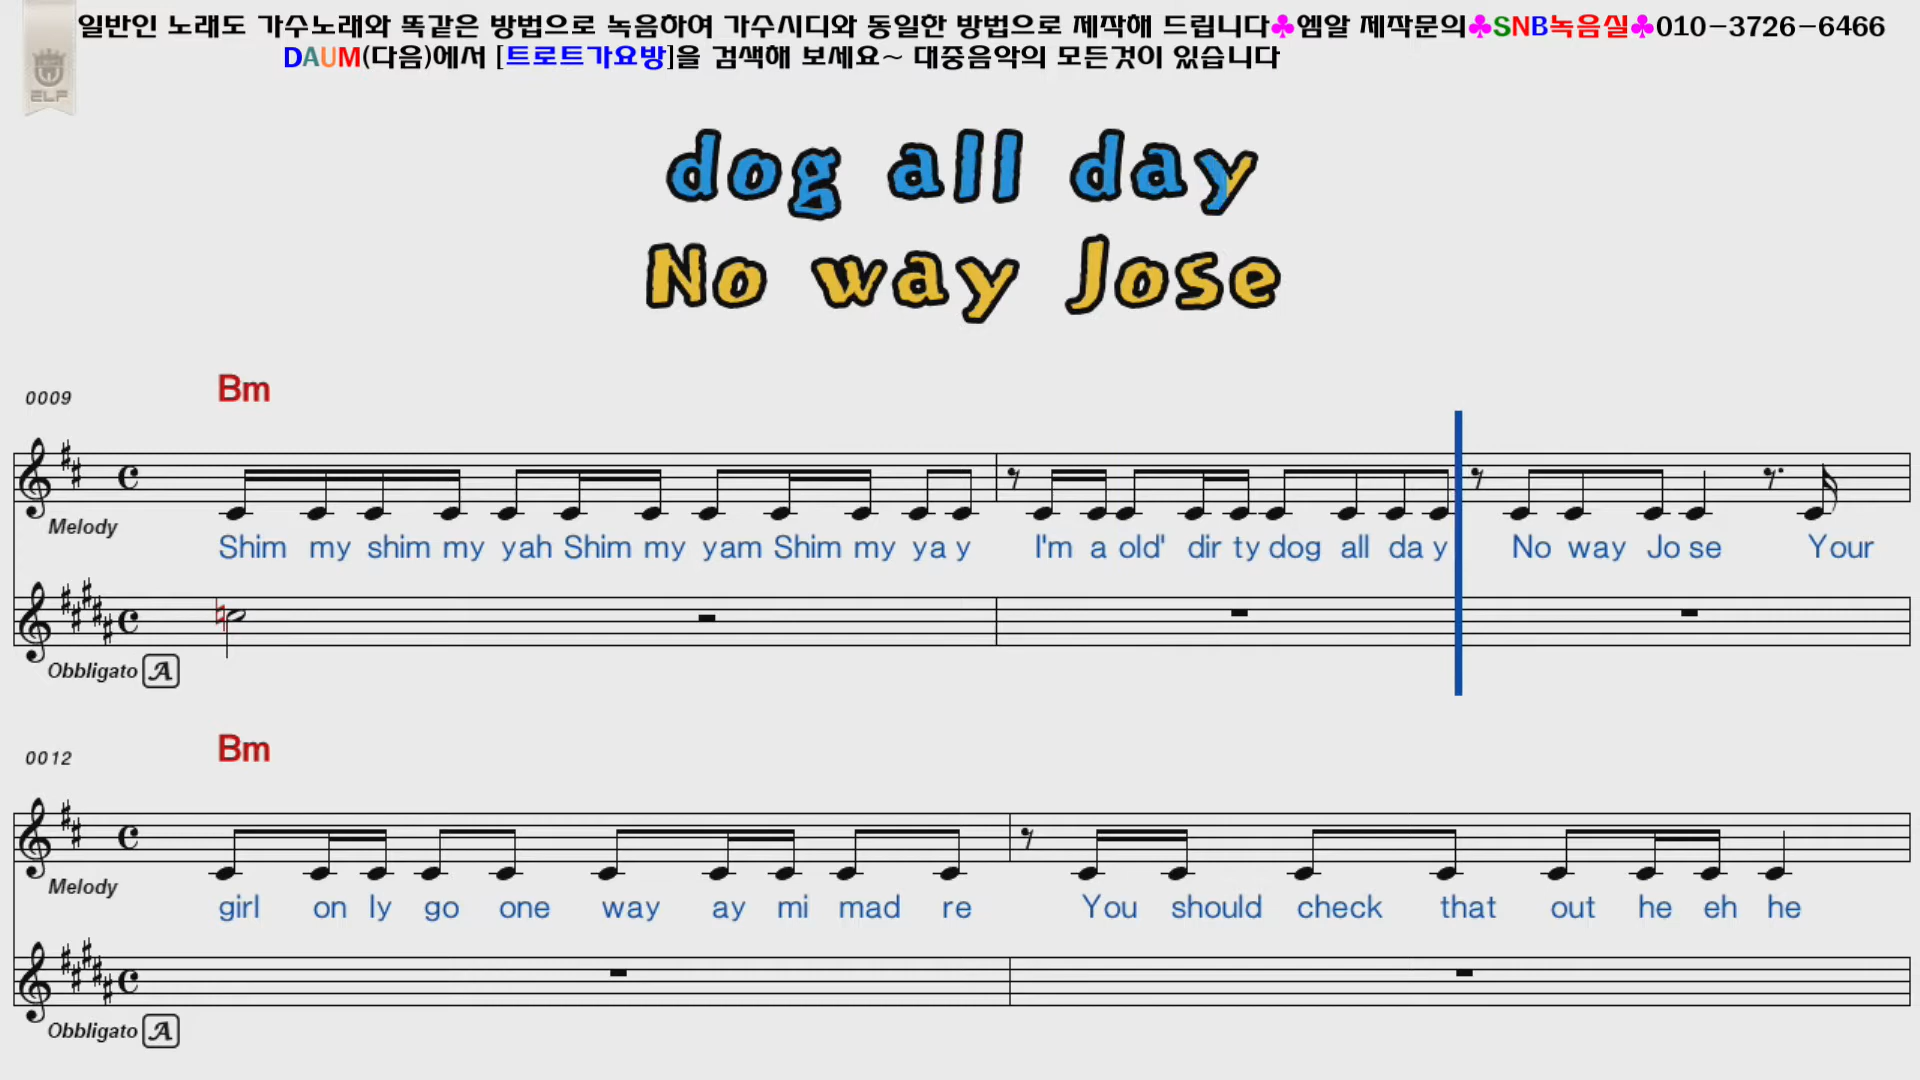 일반인 노래도 가수노래와 똑같은 방법으로 녹음하여 가수시디와 동일한 방법으로 제작해 드립니다♣엠알 제작문의♣SNB녹음실♣010-3726-6466
DAUM(다음)에서 [트로트가요방]을 검색해 보세요~ 대중음악의 모든것이 있습니다
ELF
dog all day
No way Jose
0009 Bm
Melody
Shim my shim my yah Shim my yam Shim my ya y I'm a old' dir ty dog all da y No way Jo se Your
Obbligato A
0012 Bm
Melody
girl on ly go one way ay mi mad re You should check that out he eh he
Obbligato A